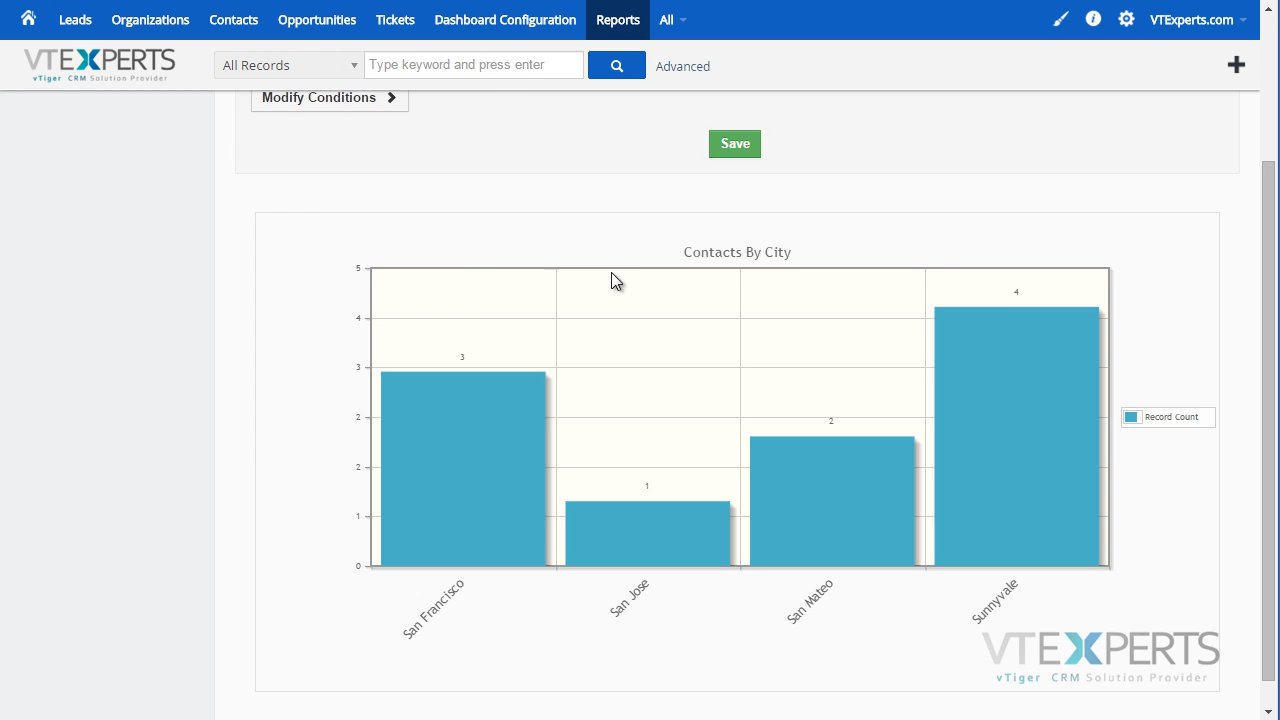 Leads Organizations Contacts Opportunities Tickets Dashboard Configuration Reports All VTExperts.com
VTEXPERTS
vTiger CRM Solution Provider
All Records Type keyword and press enter Advanced
Modify Conditions
Save
Contacts By City
5
4
3
2
2
1
0
3
1
2
4
Record Count
San Francisco
San Jose
San Mateo
Sunnyvale
VTEXPERTS
vTiger CRM Solution Provider